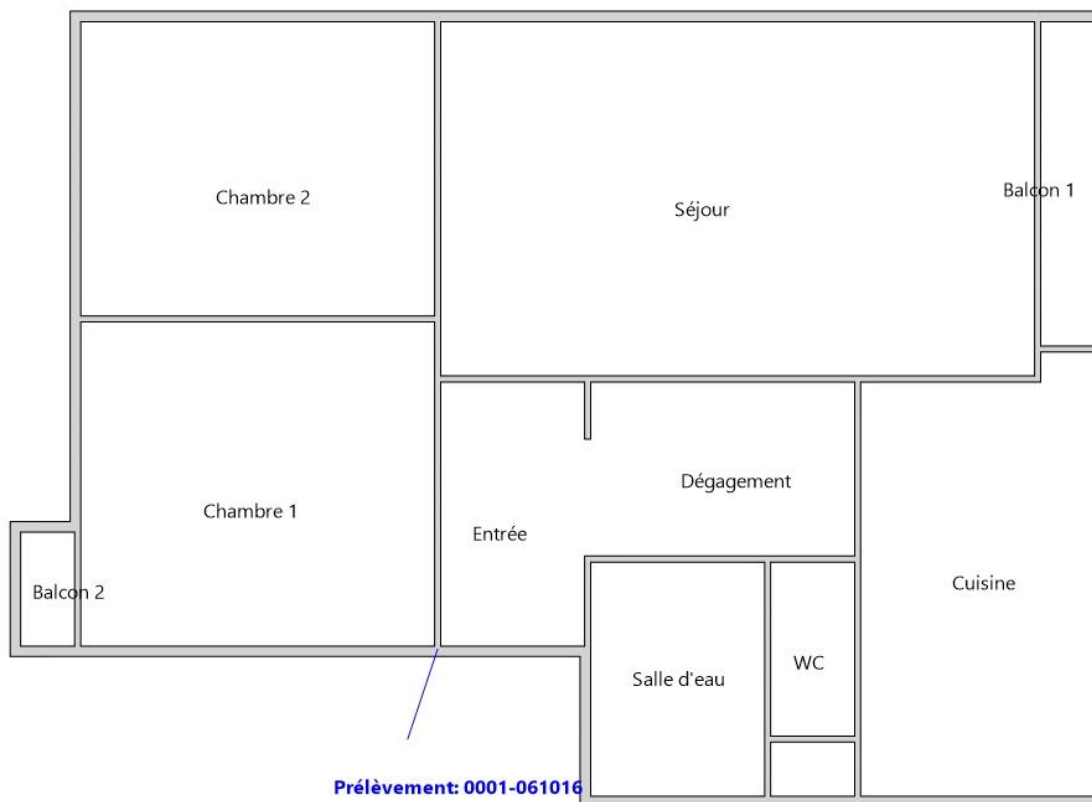 Chambre 2
Séjour
Balcon 1
Chambre 1
Entrée
Dégagement
Balcon 2
Cuisine
Salle d'eau
WC
Prélèvement: 0001-061016